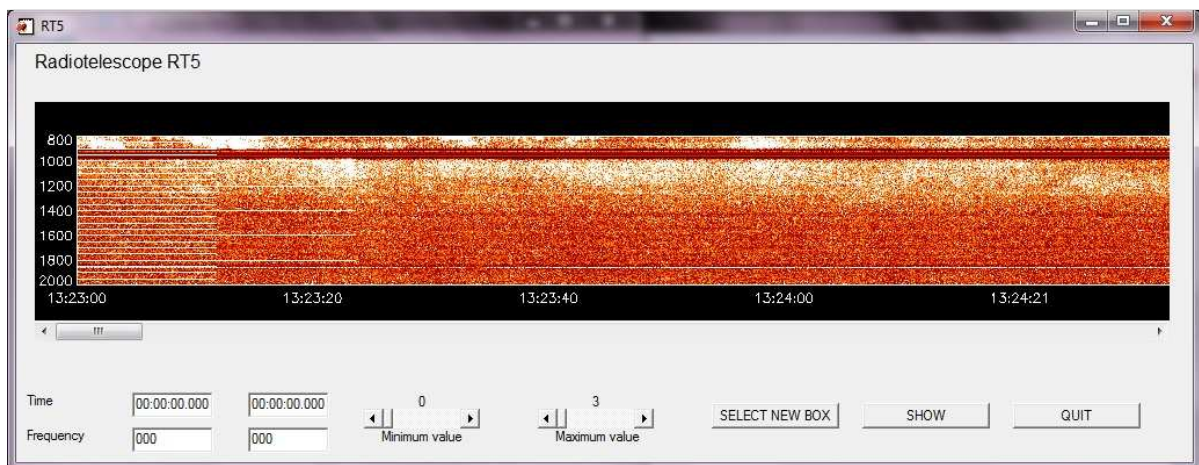 RT5
Radiotelescope RT5
800
1000
1200
1400
1600
1800
2000
13:23:00 13:23:20 13:23:40 13:24:00 13:24:21
Time 00:00:00.000 00:00:00.000 0 3 SELECT NEW BOX SHOW QUIT
Frequency 000 000 Minimum value Maximum value